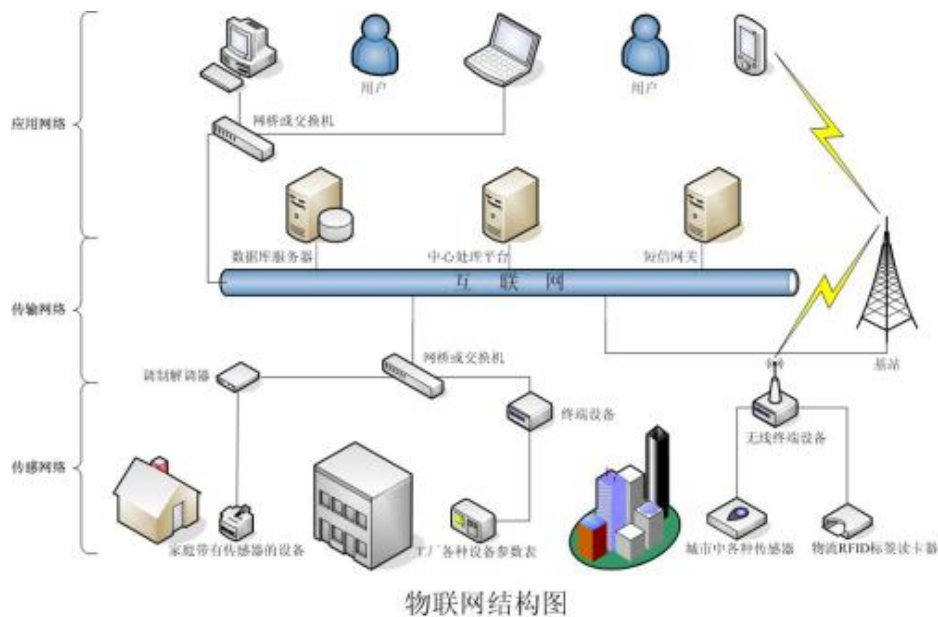 用户
用户
网桥或交换机
应用网络
数据库服务器
中心处理平台
短信网关
互联网
传输网络
网桥或交换机
基站
调制解调器
终端设备
无线终端设备
传感网络
家庭带有传感器的设备
工厂各种设备参数表
城市中各种传感器
物流RFID标签读卡器
物联网结构图